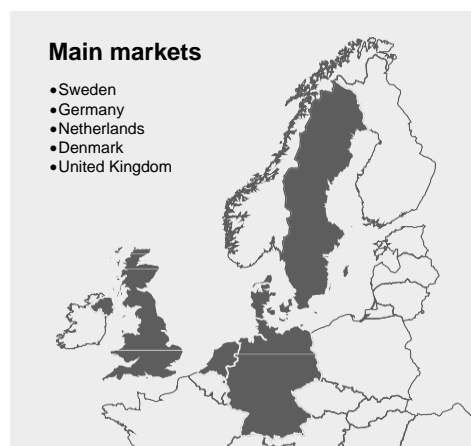 Main markets
•Sweden
•Germany
•Netherlands
•Denmark
•United Kingdom